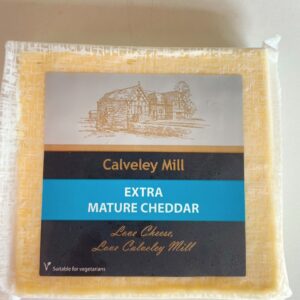 Calveley Mill
EXTRA
MATURE CHEDDAR
Love Cheese,
Love Calveley Mill
V Suitable for vegetarians